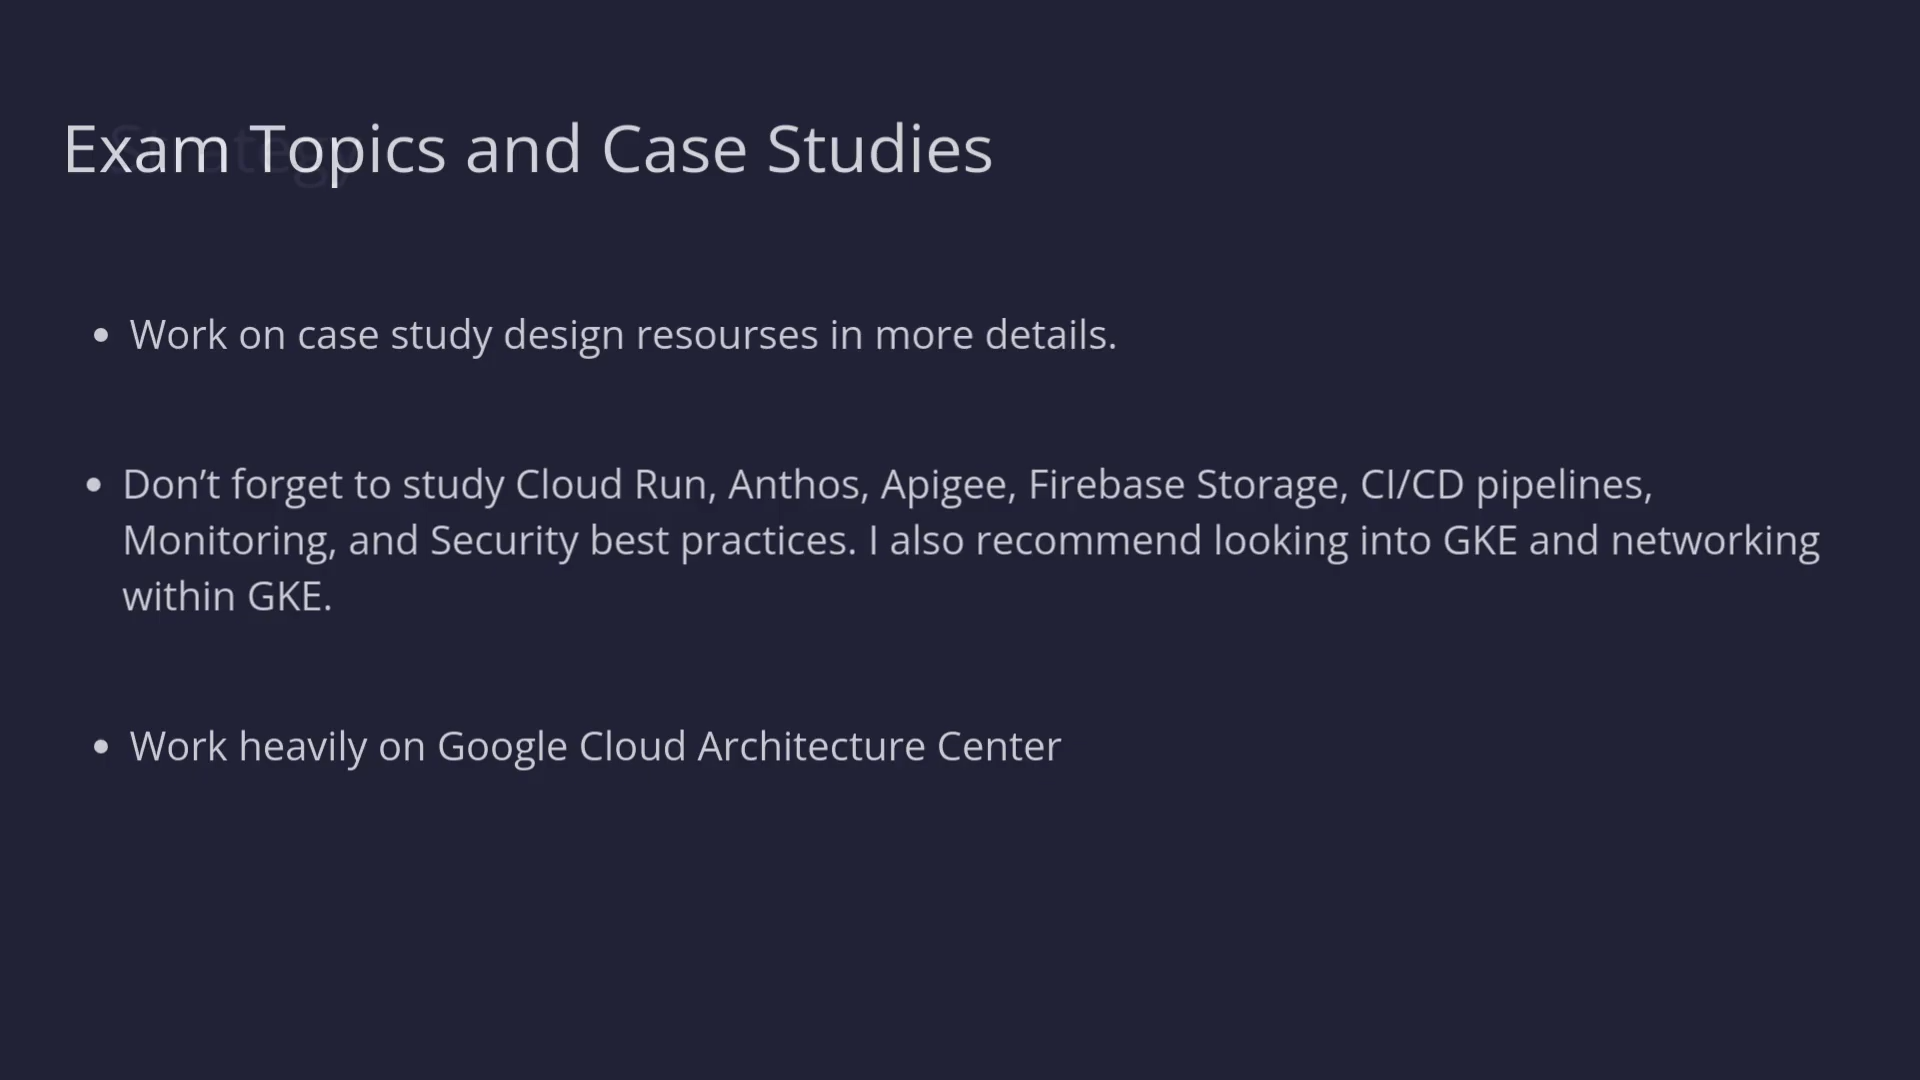 Exam Topics and Case Studies
• Work on case study design resourses in more details.
• Don’t forget to study Cloud Run, Anthos, Apigee, Firebase Storage, CI/CD pipelines,
Monitoring, and Security best practices. I also recommend looking into GKE and networking
within GKE.
• Work heavily on Google Cloud Architecture Center